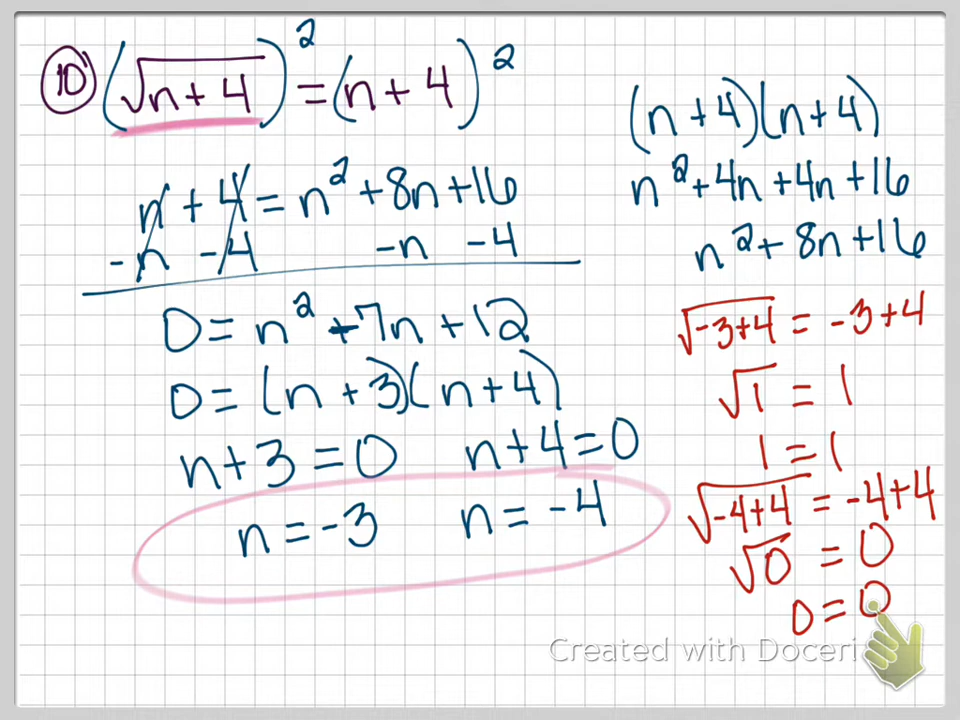 10 (√n + 4)² = (n + 4)²
n + 4 = n² + 8n + 16
- n - 4 - n - 4
0 = n² + 7n + 12
0 = (n + 3)(n + 4)
n + 3 = 0 n + 4 = 0
n = -3 n = -4
(n + 4)(n + 4)
n² + 4n + 4n + 16
n² + 8n + 16
√-3+4 = -3+4
√1 = 1
1 = 1
√-4+4 = -4+4
√0 = 0
0 = 0
Created with Doceri